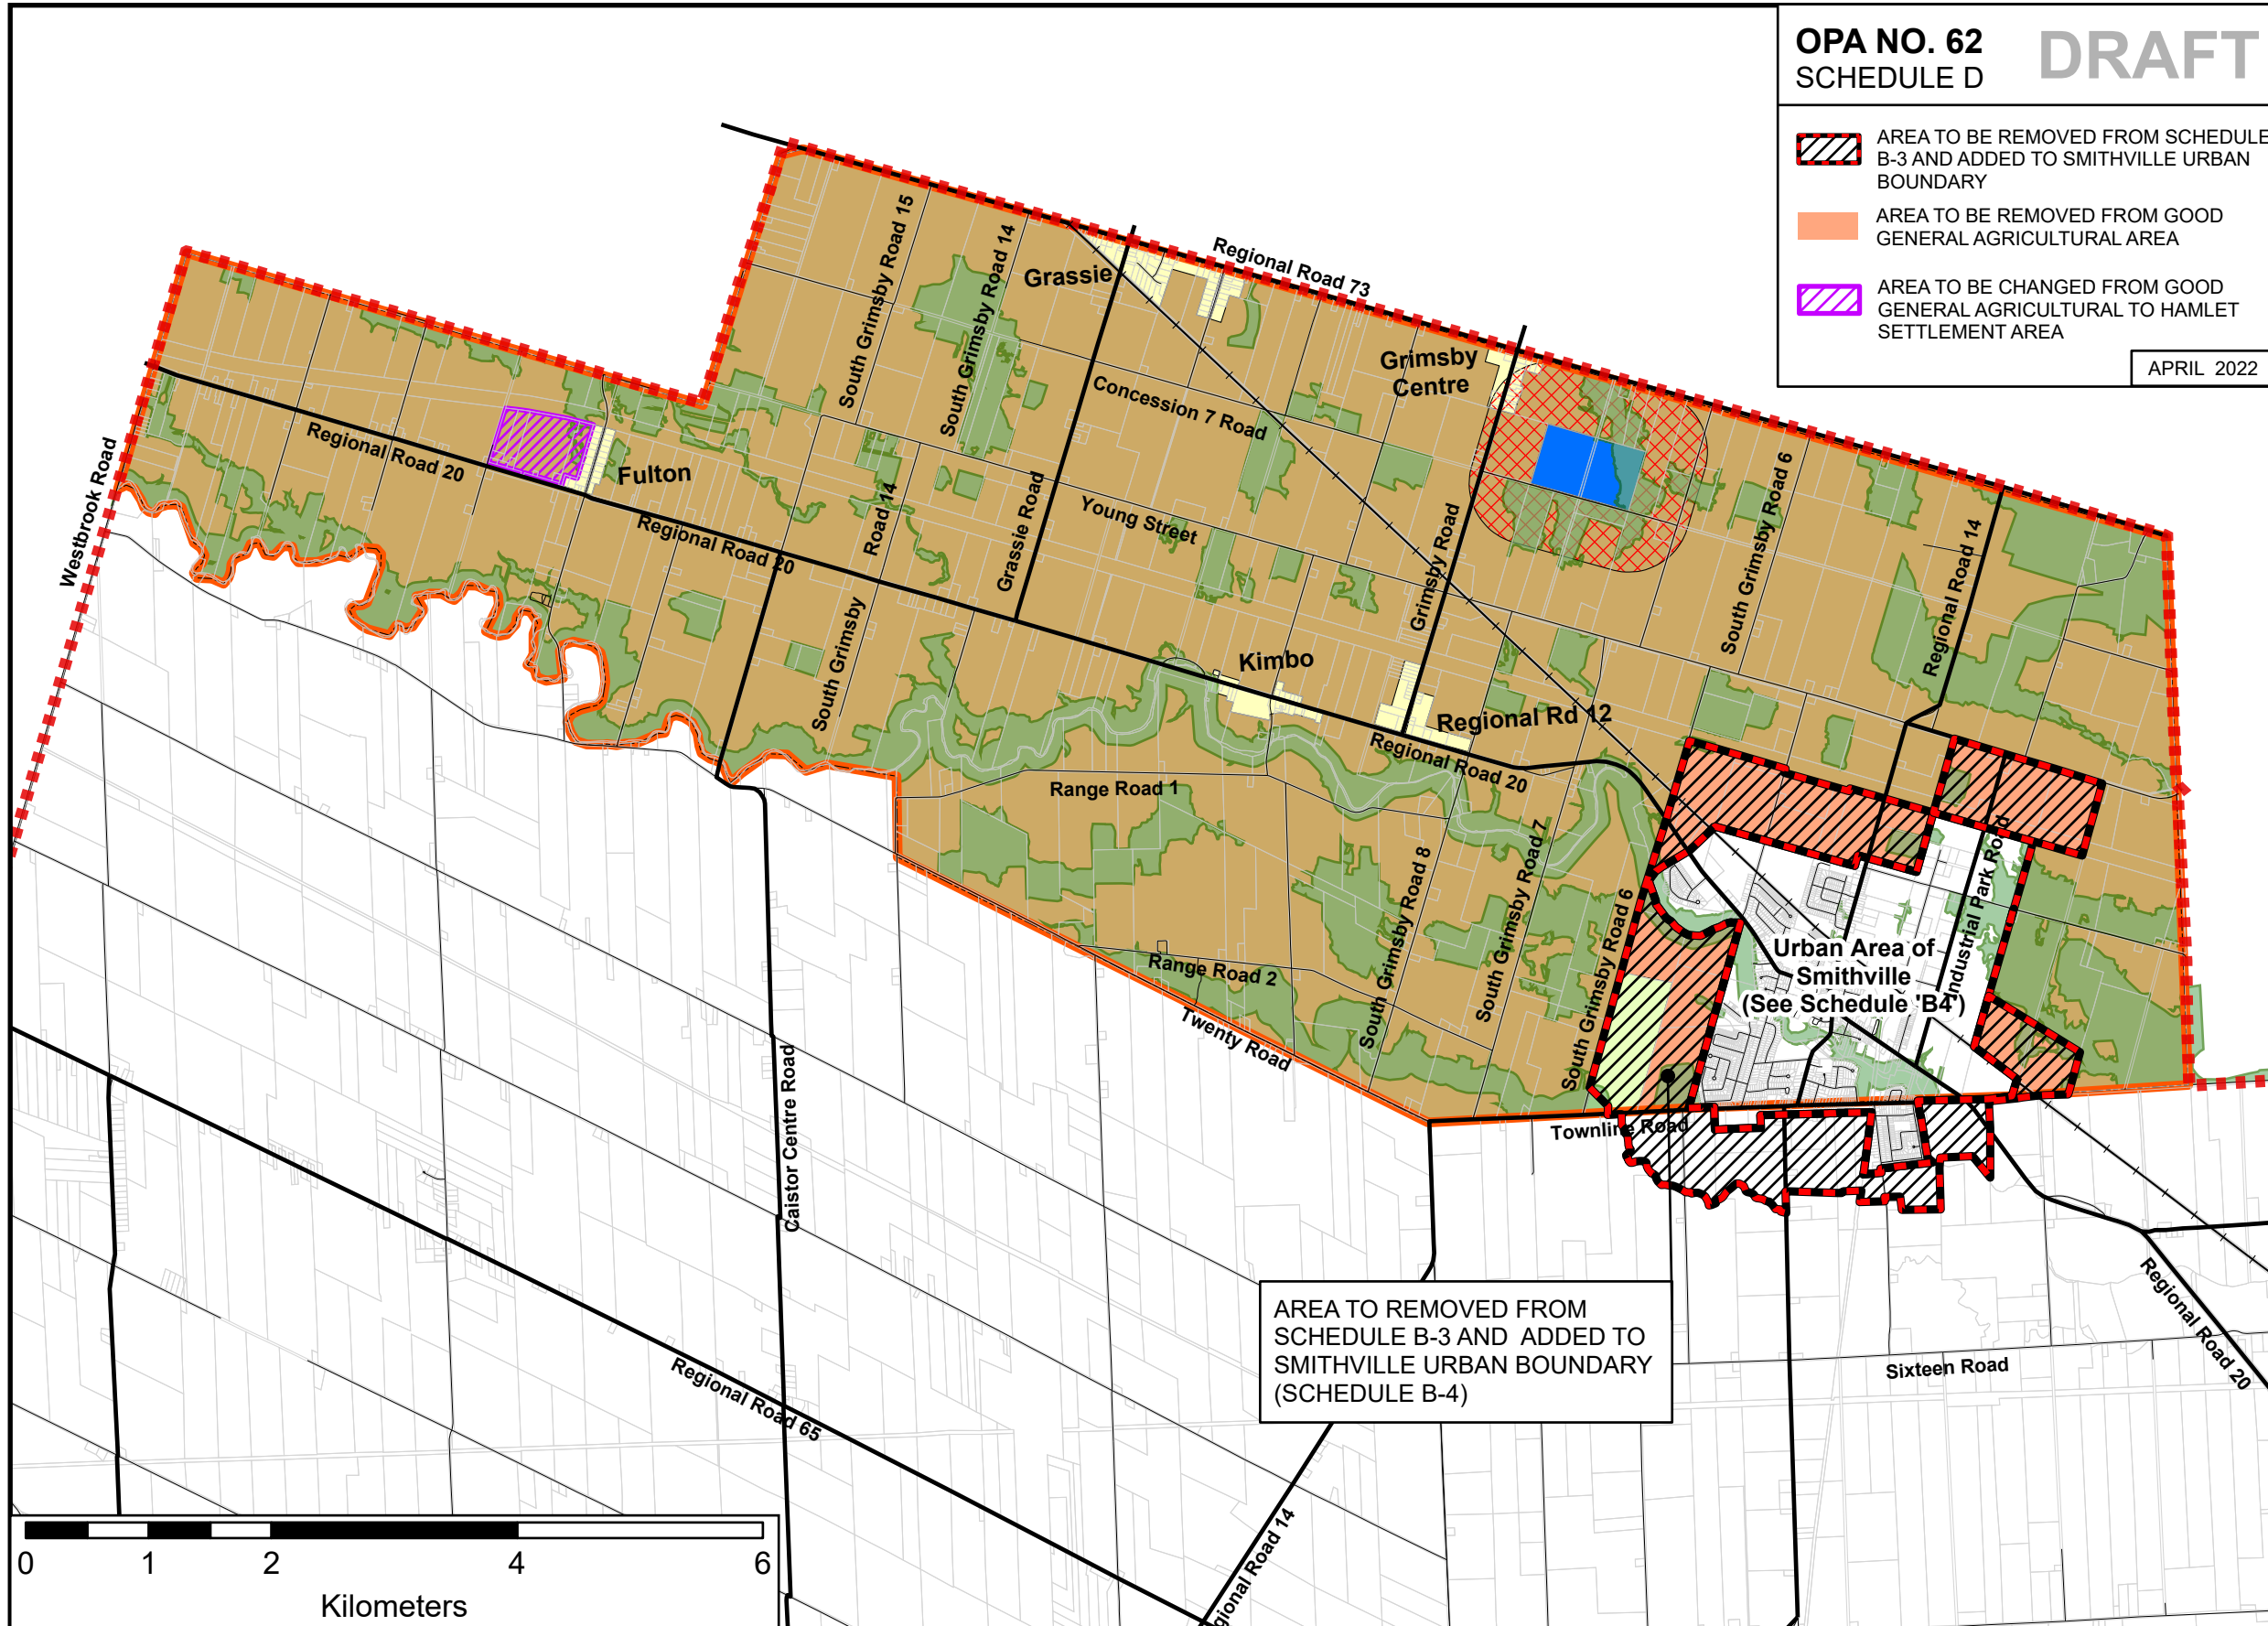 OPA NO. 62
SCHEDULE D
DRAFT
AREA TO BE REMOVED FROM SCHEDULE
B-3 AND ADDED TO SMITHVILLE URBAN
BOUNDARY
AREA TO BE REMOVED FROM GOOD
GENERAL AGRICULTURAL AREA
AREA TO BE CHANGED FROM GOOD
GENERAL AGRICULTURAL TO HAMLET
SETTLEMENT AREA
APRIL 2022
Regional Road 73
Grassie
South Grimsby Road 15
South Grimsby Road 14
Grimsby
Centre
Concession 7 Road
Regional Road 20
Fulton
Westbrook Road
Regional Road 20
Road 14
South Grimsby
Grassie Road
Young Street
Grimsby Road
South Grimsby Road 6
Regional Road 14
Kimbo
Regional Rd 12
Regional Road 20
Range Road 1
Range Road 2
Twenty Road
South Grimsby Road 8
South Grimsby Road 7
South Grimsby Road 6
Industrial Park Road
Urban Area of
Smithville
(See Schedule 'B4')
Townline Road
Caistor Centre Road
AREA TO REMOVED FROM
SCHEDULE B-3 AND ADDED TO
SMITHVILLE URBAN BOUNDARY
(SCHEDULE B-4)
Sixteen Road
Regional Road 20
Regional Road 65
gional Road 14
0 1 2 4 6
Kilometers